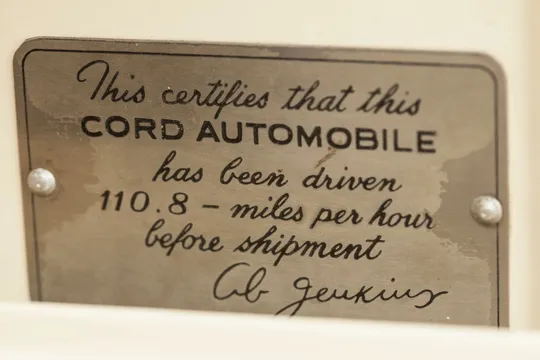 This certifies that this
CORD AUTOMOBILE
has been driven
110.8 – miles per hour
before shipment
Ab Jenkins